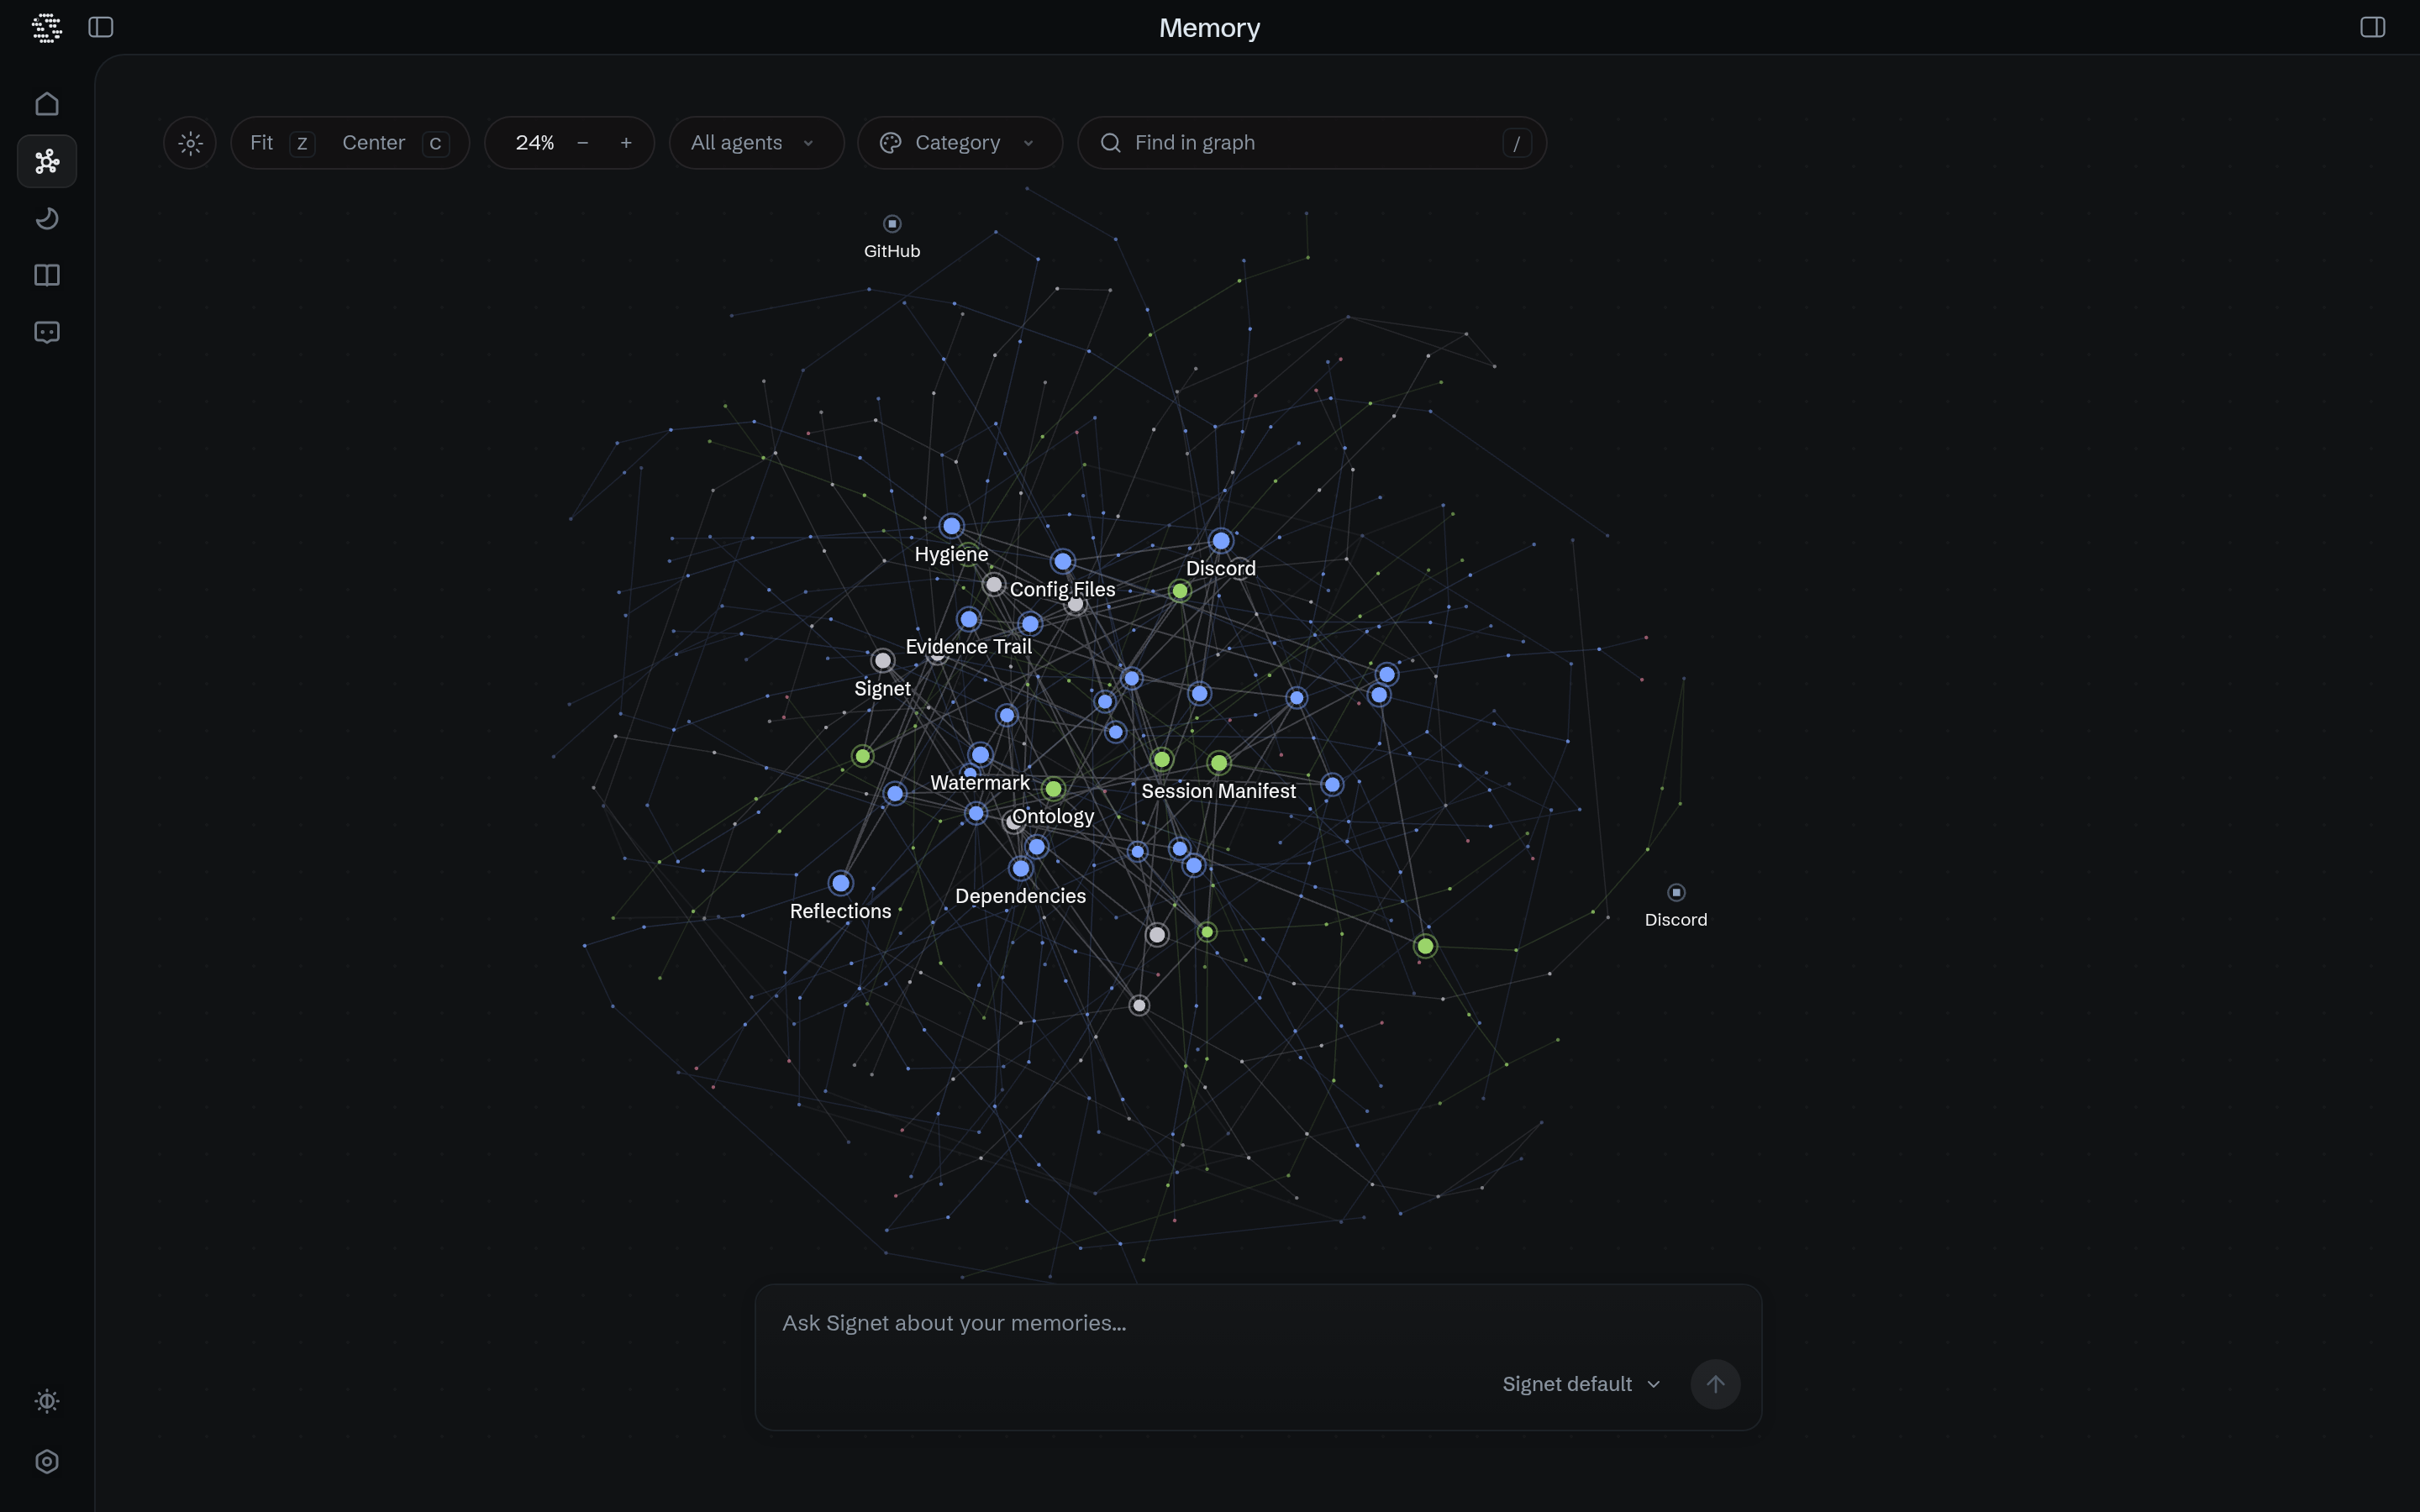 Memory
Fit Z Center C
24% − +
All agents
Category
Find in graph /
GitHub
Hygiene
Discord
Config Files
Evidence Trail
Signet
Watermark
Session Manifest
Ontology
Dependencies
Reflections
Discord
Ask Signet about your memories...
Signet default